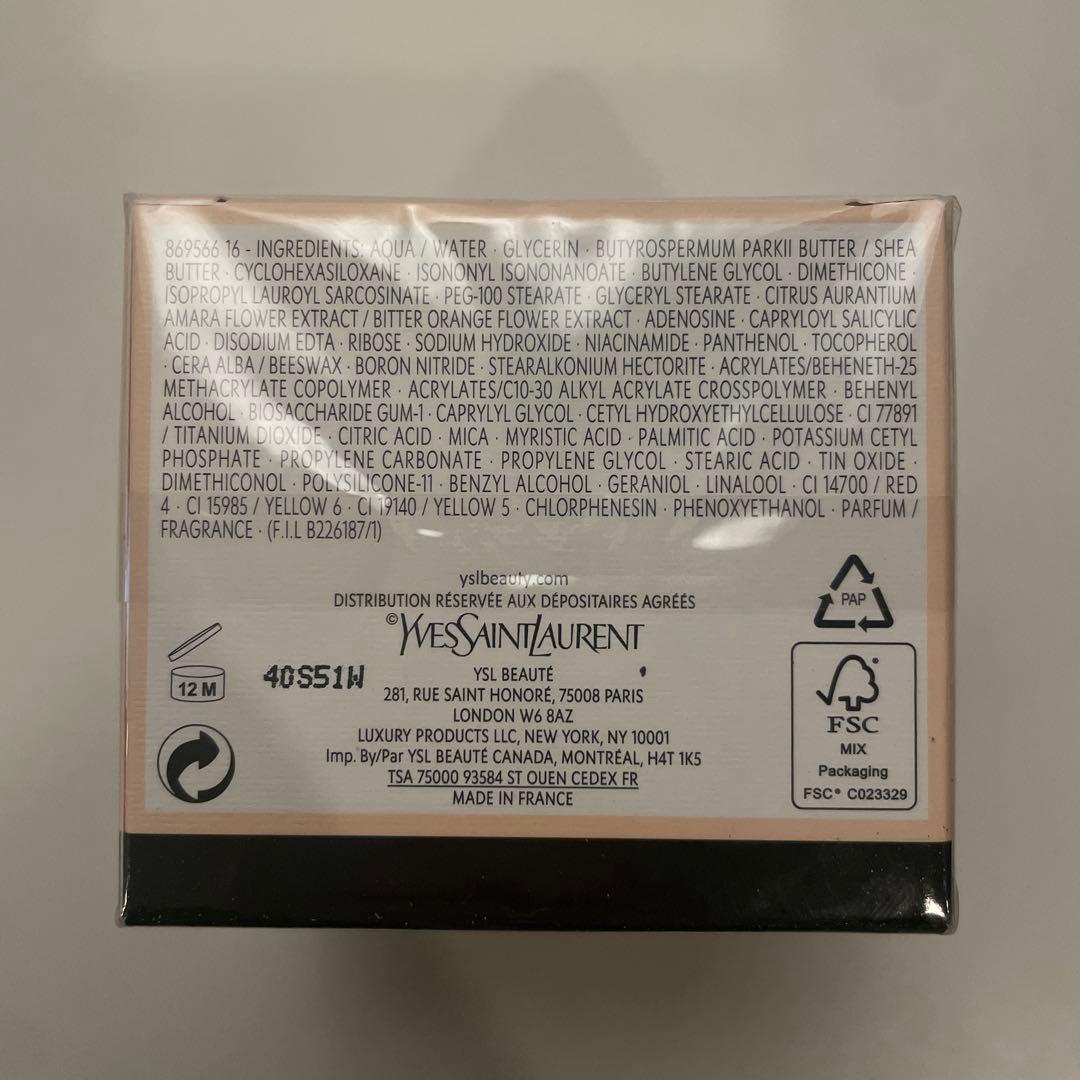 869566 16 - INGREDIENTS: AQUA / WATER · GLYCERIN · BUTYROSPERMUM PARKII BUTTER / SHEA
BUTTER · CYCLOHEXASILOXANE · ISONONYL ISONONANOATE · BUTYLENE GLYCOL · DIMETHICONE ·
ISOPROPYL LAUROYL SARCOSINATE · PEG-100 STEARATE · GLYCERYL STEARATE · CITRUS AURANTIUM
AMARA FLOWER EXTRACT / BITTER ORANGE FLOWER EXTRACT · ADENOSINE · CAPRYLOYL SALICYLIC
ACID · DISODIUM EDTA · RIBOSE · SODIUM HYDROXIDE · NIACINAMIDE · PANTHENOL · TOCOPHEROL
· CERA ALBA / BEESWAX · BORON NITRIDE · STEARALKONIUM HECTORITE · ACRYLATES/BEHENETH-25
METHACRYLATE COPOLYMER · ACRYLATES/C10-30 ALKYL ACRYLATE CROSSPOLYMER · BEHENYL
ALCOHOL · BIOSACCHARIDE GUM-1 · CAPRYLYL GLYCOL · CETYL HYDROXYETHYLCELLULOSE · CI 77891
/ TITANIUM DIOXIDE · CITRIC ACID · MICA · MYRISTIC ACID · PALMITIC ACID · POTASSIUM CETYL
PHOSPHATE · PROPYLENE CARBONATE · PROPYLENE GLYCOL · STEARIC ACID · TIN OXIDE ·
DIMETHICONOL · POLYSILICONE-11 · BENZYL ALCOHOL · GERANIOL · LINALOOL · CI 14700 / RED
4 · CI 15985 / YELLOW 6 · CI 19140 / YELLOW 5 · CHLORPHENESIN · PHENOXYETHANOL · PARFUM /
FRAGRANCE · (F.I.L B226187/1)
yslbeauty.com
DISTRIBUTION RÉSERVÉE AUX DÉPOSITAIRES AGRÉÉS
©YVESSAINTLAURENT
YSL BEAUTÉ
281, RUE SAINT HONORÉ, 75008 PARIS
LONDON W6 8AZ
LUXURY PRODUCTS LLC, NEW YORK, NY 10001
Imp. By/Par YSL BEAUTÉ CANADA, MONTRÉAL, H4T 1K5
TSA 75000 93584 ST OUEN CEDEX FR
MADE IN FRANCE
12 M
40S51W
PAP
FSC®
MIX
Packaging
FSC® C023329